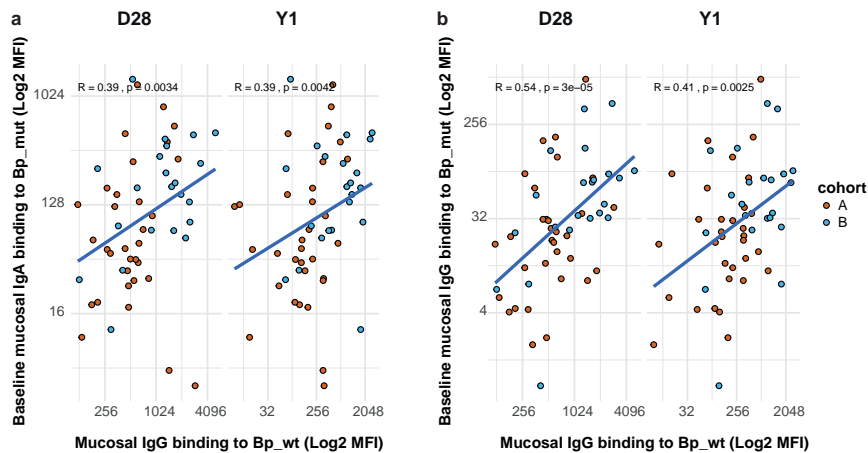 a
D28
Y1
Baseline mucosal IgA binding to Bp_mut (Log2 MFI)
R = 0.39 , p = 0.0034
R = 0.39 , p = 0.0042
1024
128
16
256
1024
4096
32
256
2048
Mucosal IgG binding to Bp_wt (Log2 MFI)
b
D28
Y1
Baseline mucosal IgG binding to Bp_mut (Log2 MFI)
R = 0.54 , p = 3e−05
R = 0.41 , p = 0.0025
256
32
4
256
1024
4096
32
256
2048
Mucosal IgG binding to Bp_wt (Log2 MFI)
cohort
A
B